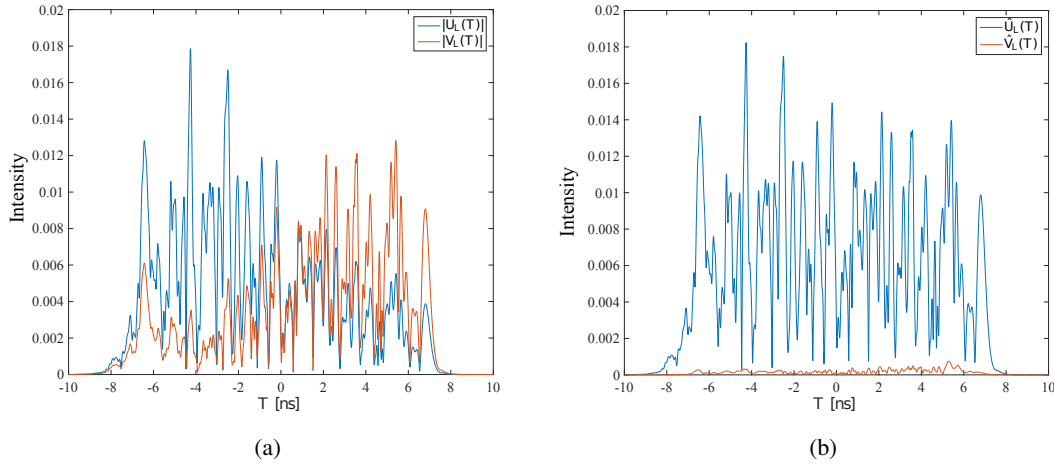 0.02
0.018
0.016
0.014
0.012
0.01
0.008
0.006
0.004
0.002
0
Intensity
|U_L(T)|
|V_L(T)|
-10 -8 -6 -4 -2 0 2 4 6 8 10
T [ns]
(a)
0.02
0.018
0.016
0.014
0.012
0.01
0.008
0.006
0.004
0.002
0
Intensity
Û_L(T)
V̂_L(T)
-10 -8 -6 -4 -2 0 2 4 6 8 10
T [ns]
(b)